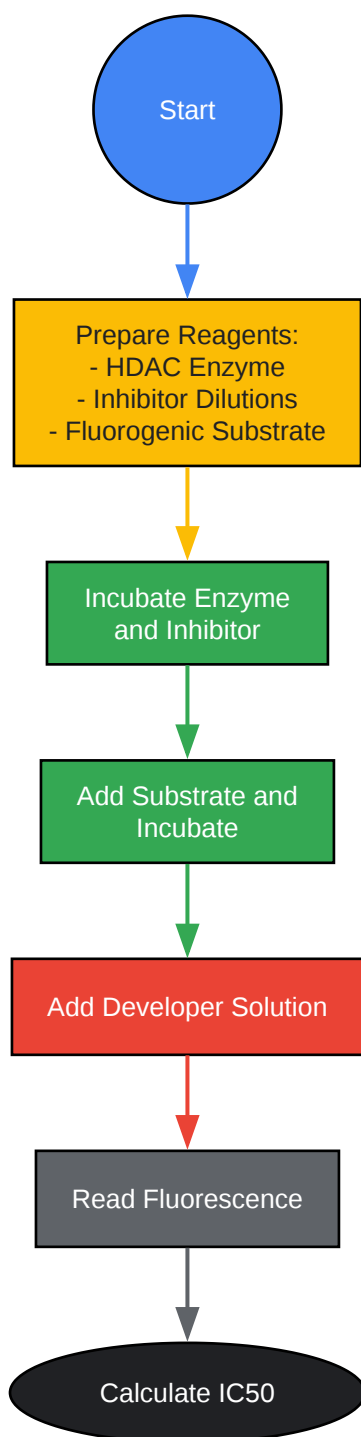 Start
Prepare Reagents:
- HDAC Enzyme
- Inhibitor Dilutions
- Fluorogenic Substrate
Incubate Enzyme
and Inhibitor
Add Substrate and
Incubate
Add Developer Solution
Read Fluorescence
Calculate IC50